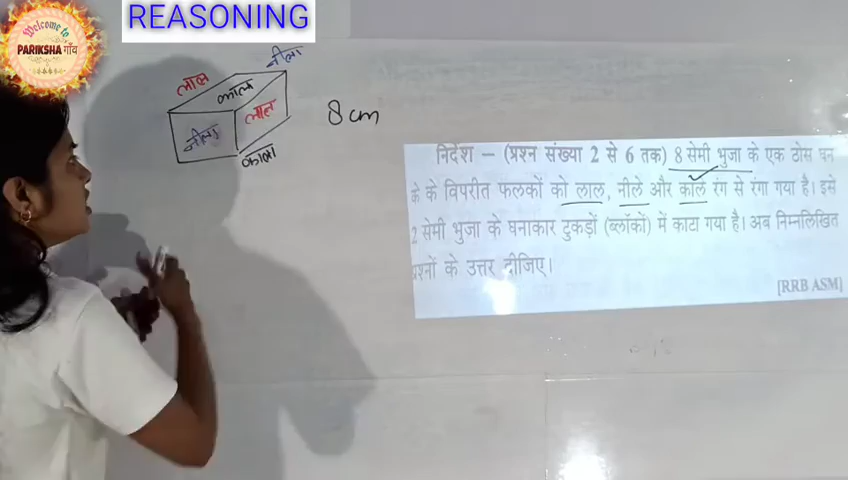 REASONING
Welcome to
PARIKSHA गाँव
नीला
लाल
काला
लाल
नीला
काला
8 cm
निर्देश – (प्रश्न संख्या 2 से 6 तक) 8 सेमी भुजा के एक ठोस घन
के के विपरीत फलकों को लाल, नीले और काले रंग से रंगा गया है। इसे
2 सेमी भुजा के घनाकार टुकड़ों (ब्लॉकों) में काटा गया है। अब निम्नलिखित
प्रश्नों के उत्तर दीजिए।
[RRB ASM]